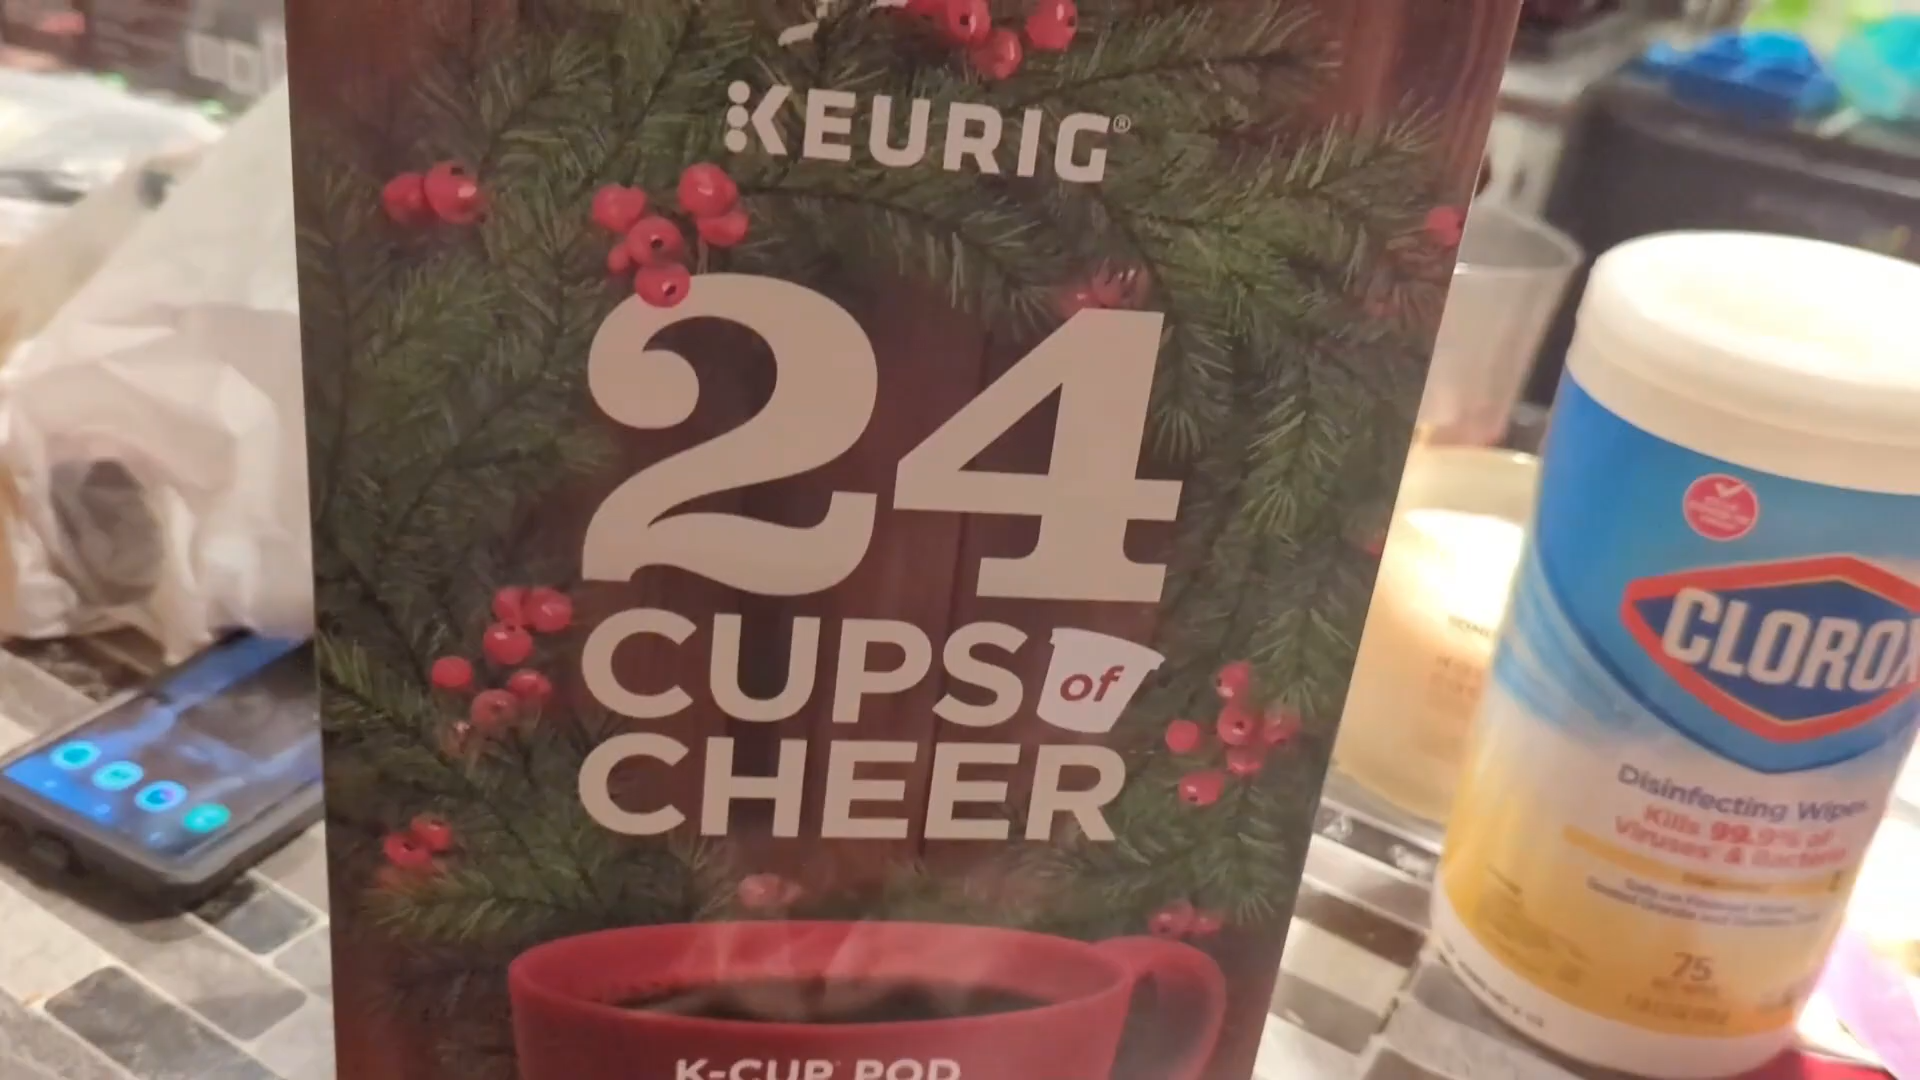 KEURIG®
24
CUPS of
CHEER
K-CUP POD
CLOROX
Disinfecting Wipes
Kills 99.9% of
Viruses & Bacteria
75